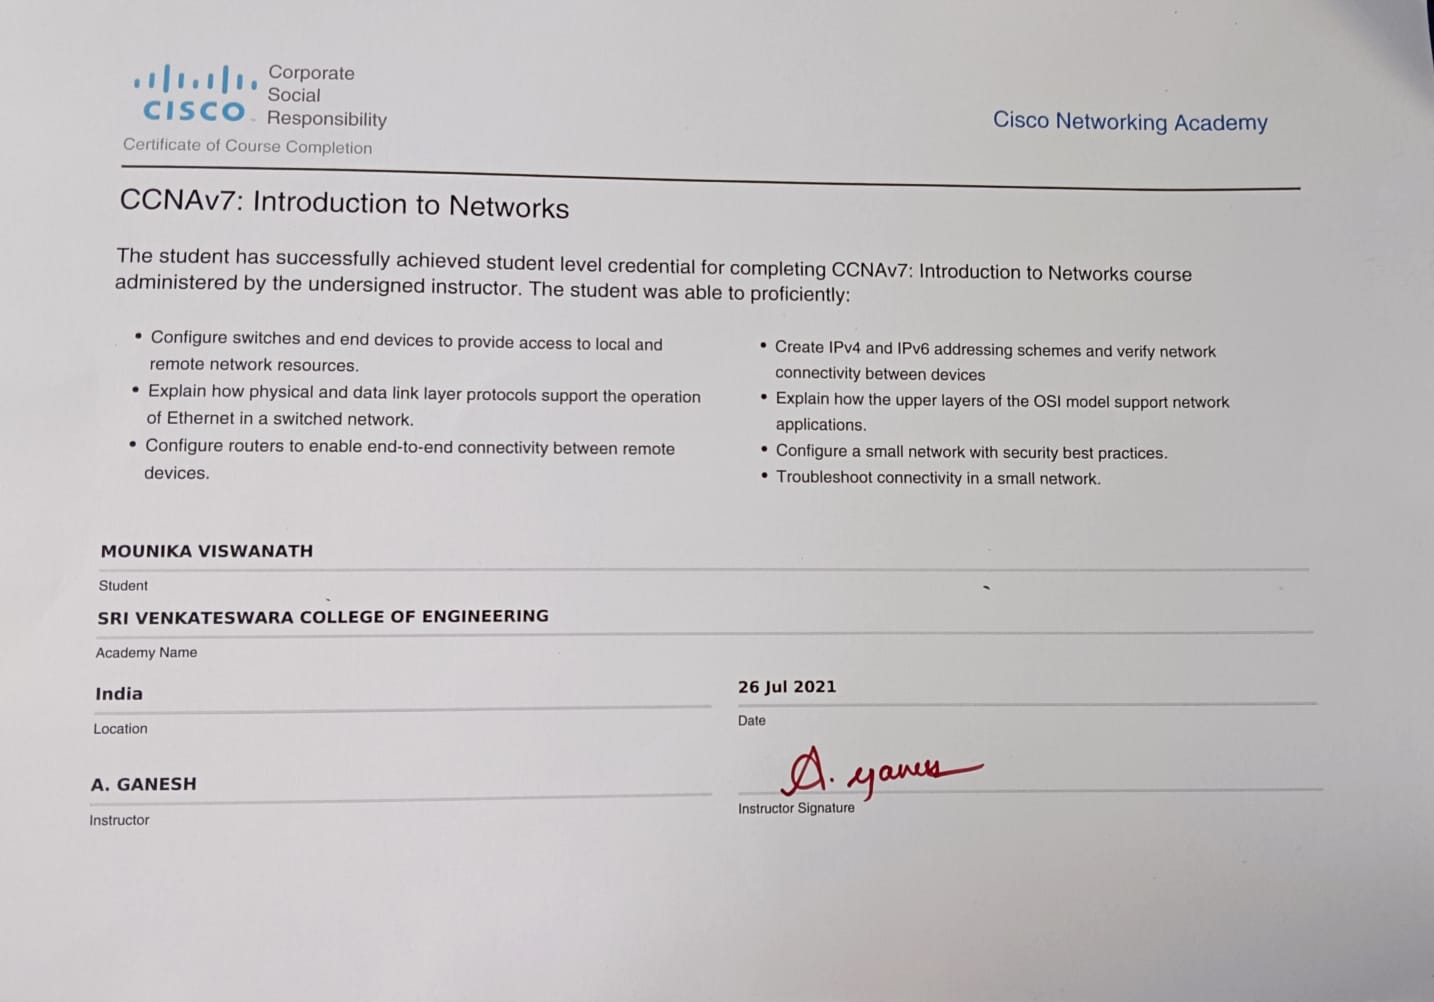 Corporate
Social
Responsibility
CISCO
Certificate of Course Completion
Cisco Networking Academy
CCNAv7: Introduction to Networks
The student has successfully achieved student level credential for completing CCNAv7: Introduction to Networks course
administered by the undersigned instructor. The student was able to proficiently:
• Configure switches and end devices to provide access to local and
remote network resources.
• Explain how physical and data link layer protocols support the operation
of Ethernet in a switched network.
• Configure routers to enable end-to-end connectivity between remote
devices.
• Create IPv4 and IPv6 addressing schemes and verify network
connectivity between devices
• Explain how the upper layers of the OSI model support network
applications.
• Configure a small network with security best practices.
• Troubleshoot connectivity in a small network.
MOUNIKA VISWANATH
Student
SRI VENKATESWARA COLLEGE OF ENGINEERING
Academy Name
India
Location
26 Jul 2021
Date
A. GANESH
Instructor
A. Ganesh
Instructor Signature